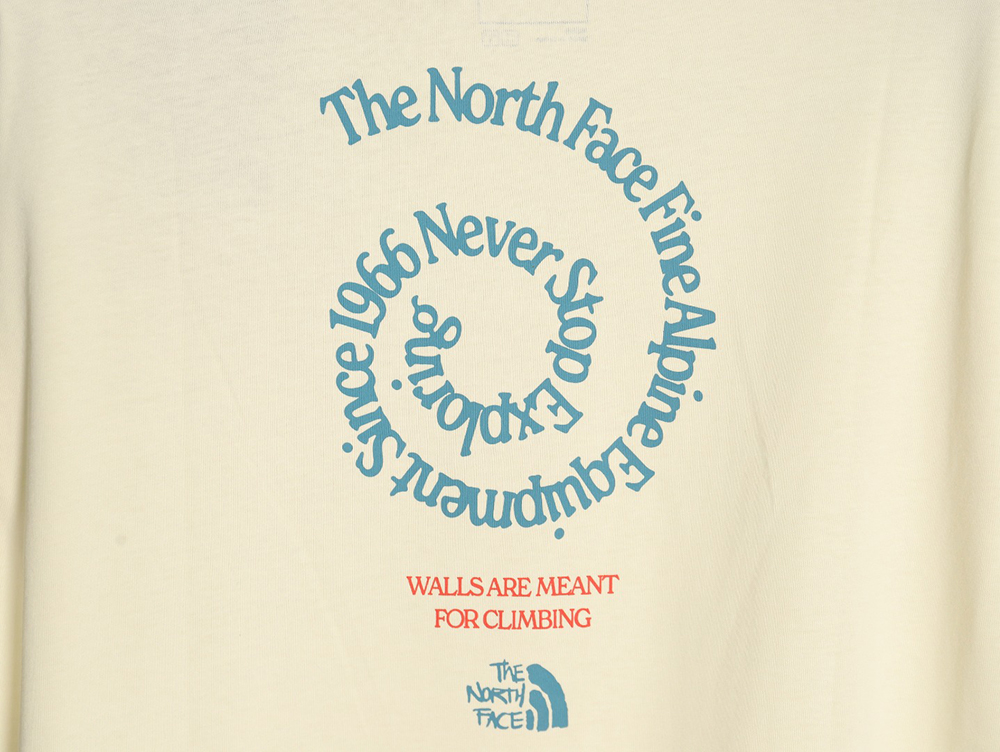 The North Face Fine Alpine Equipment Since 1966 Never Stop Exploring
WALLS ARE MEANT
FOR CLIMBING
THE
NORTH
FACE